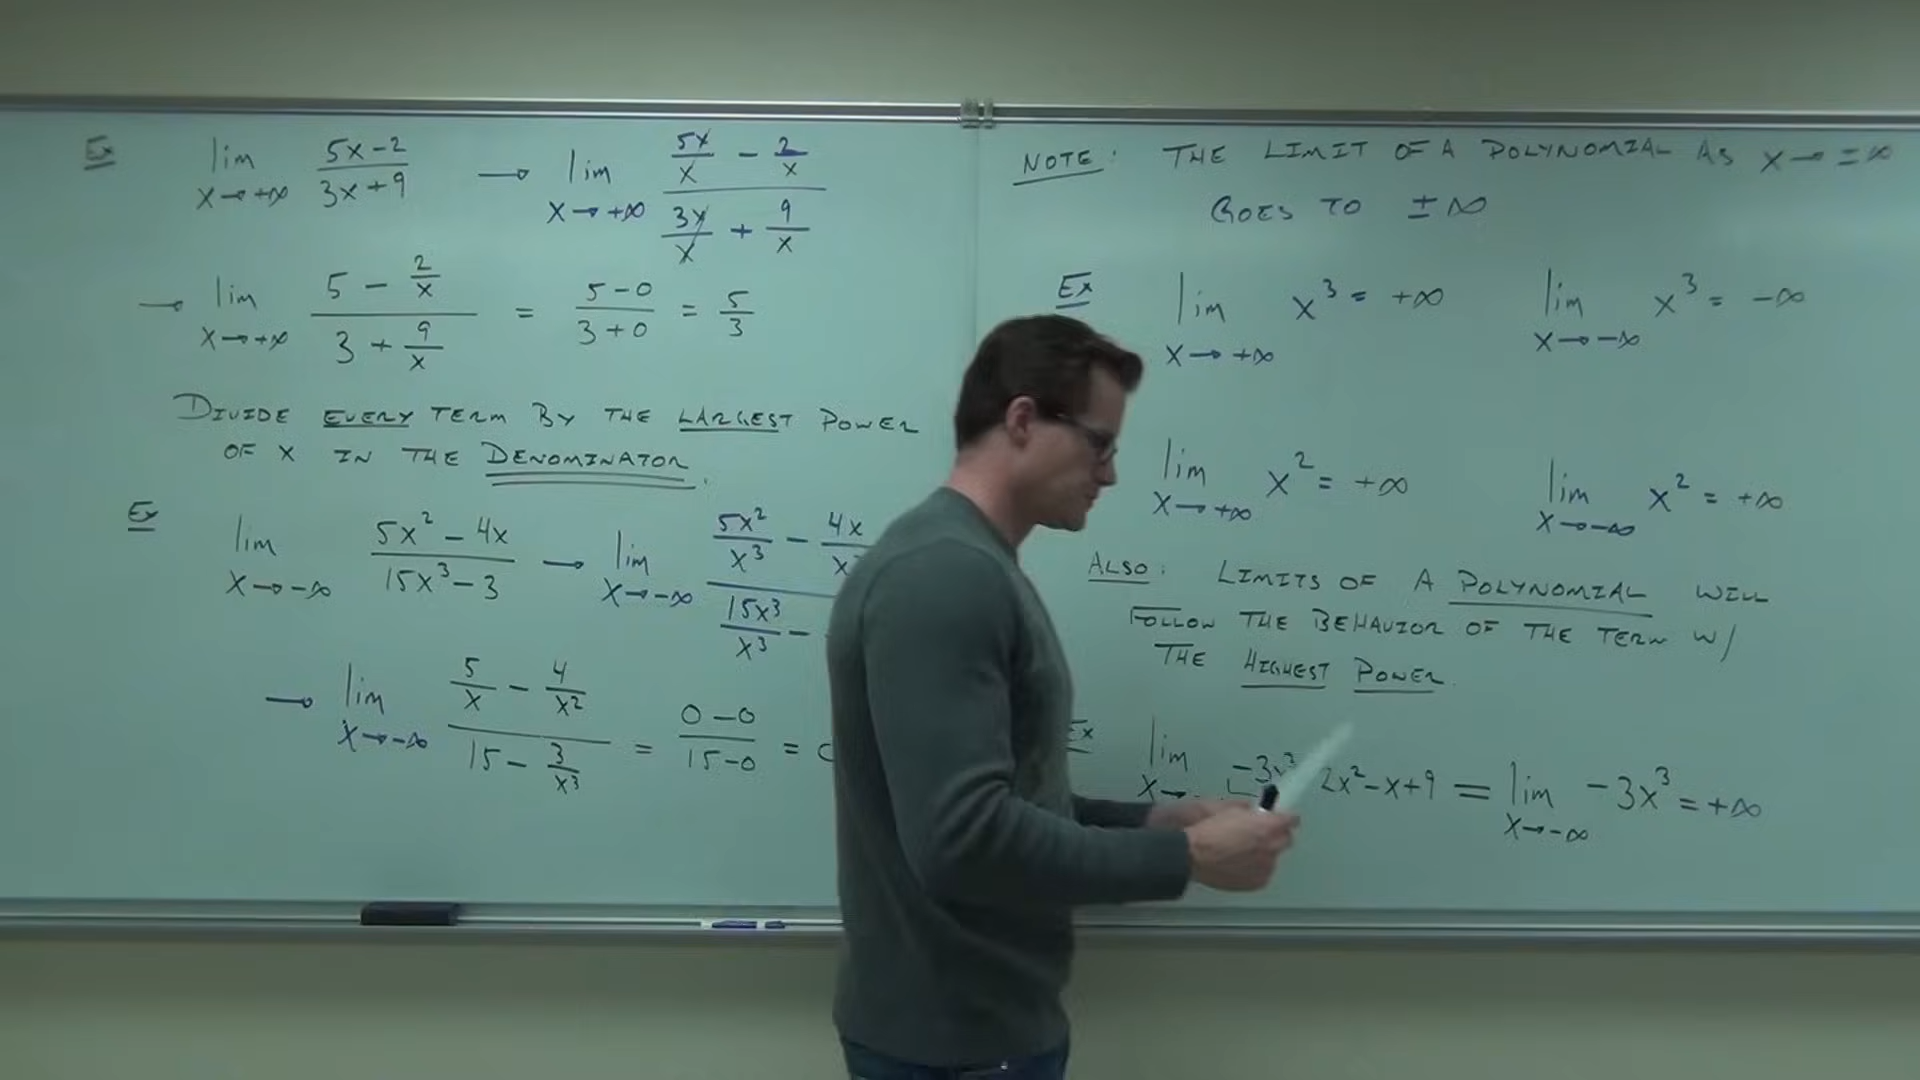 Ex lim x→+∞ (5x-2)/(3x+9) → lim x→+∞ (5x/x - 2/x)/(3x/x + 9/x)
→ lim x→+∞ (5 - 2/x)/(3 + 9/x) = (5-0)/(3+0) = 5/3
DIVIDE EVERY TERM BY THE LARGEST POWER
OF X IN THE DENOMINATOR.
Ex lim x→-∞ (5x² - 4x)/(15x³ - 3) → lim x→-∞ (5x²/x³ - 4x/x)/(15x³/x³ -
→ lim x→-∞ (5/x - 4/x²)/(15 - 3/x³) = (0-0)/(15-0) =
NOTE: THE LIMIT OF A POLYNOMIAL AS X→±∞
GOES TO ±∞
Ex lim x→+∞ x³ = +∞ lim x→-∞ x³ = -∞
lim x→+∞ x² = +∞ lim x→-∞ x² = +∞
ALSO: LIMITS OF A POLYNOMIAL WILL
FOLLOW THE BEHAVIOR OF THE TERM W/
THE HIGHEST POWER.
Ex lim x→ -3x³ 2x²-x+9 = lim x→-∞ -3x³ = +∞